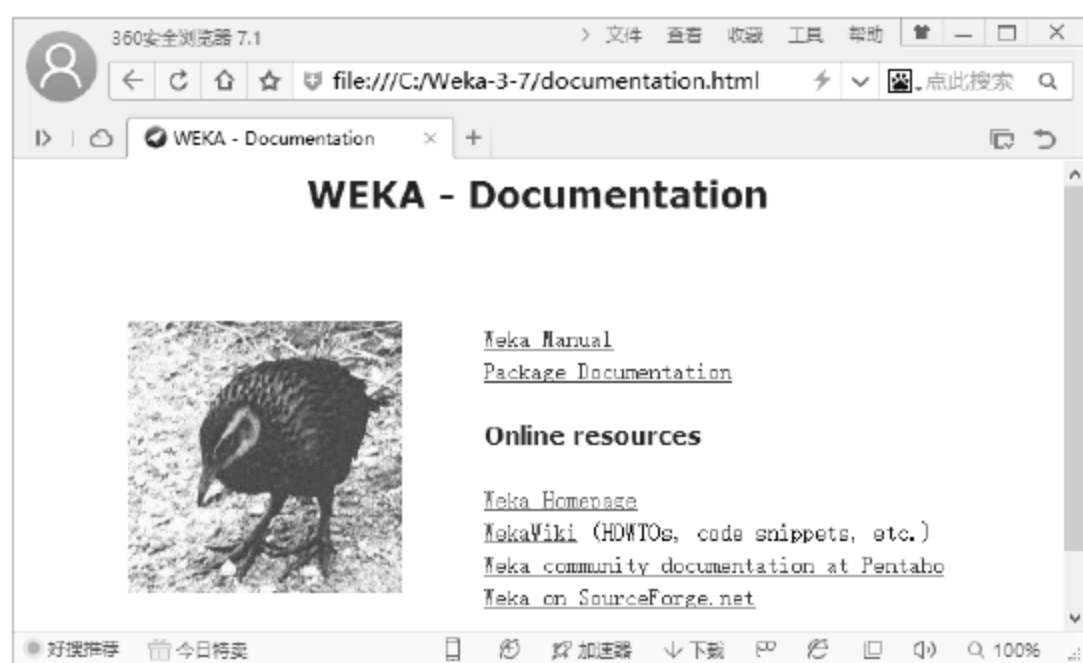 360安全浏览器 7.1
文件 查看 收藏 工具 帮助
file:///C:/Weka-3-7/documentation.html
点此搜索
WEKA - Documentation
WEKA - Documentation
Weka Manual
Package Documentation
Online resources
Weka Homepage
WekaWiki (HOWTOs, code snippets, etc.)
Weka community documentation at Pentaho
Weka on SourceForge.net
好搜推荐 今日特卖 加速器 下载 100%